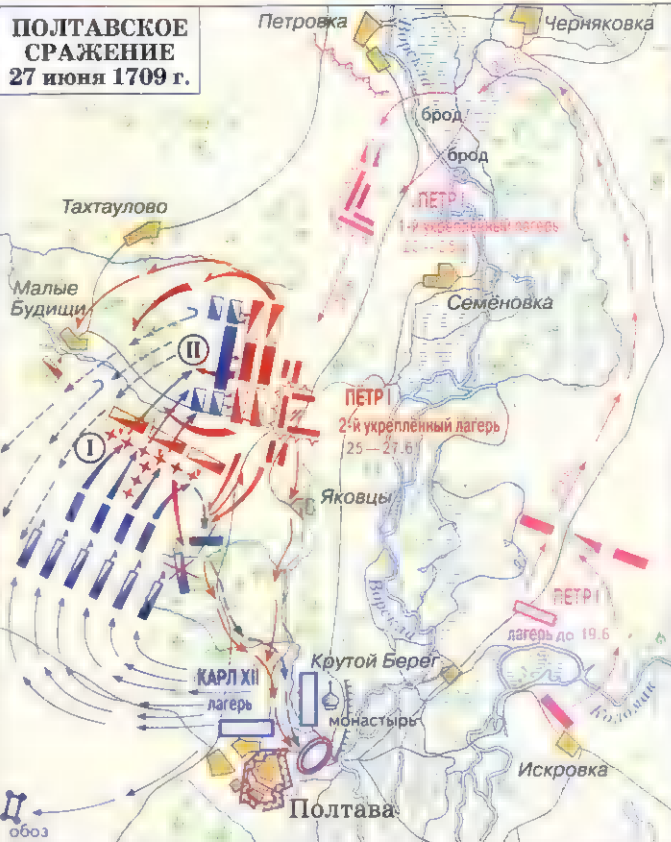 ПОЛТАВСКОЕ
СРАЖЕНИЕ
27 июня 1709 г.
Петровка
Черняковка
Ворскла
брод
брод
ПЕТР I
1-й укреплённый лагерь
Тахтаулово
Малые
Будищи
Семёновка
II
ПЕТР I
2-й укреплённый лагерь
25—27.6
I
Яковцы
Ворскла
ПЕТР I
лагерь до 19.6
Крутой Берег
КАРЛ XII
лагерь
монастырь
Коломак
Искровка
Полтава
обоз